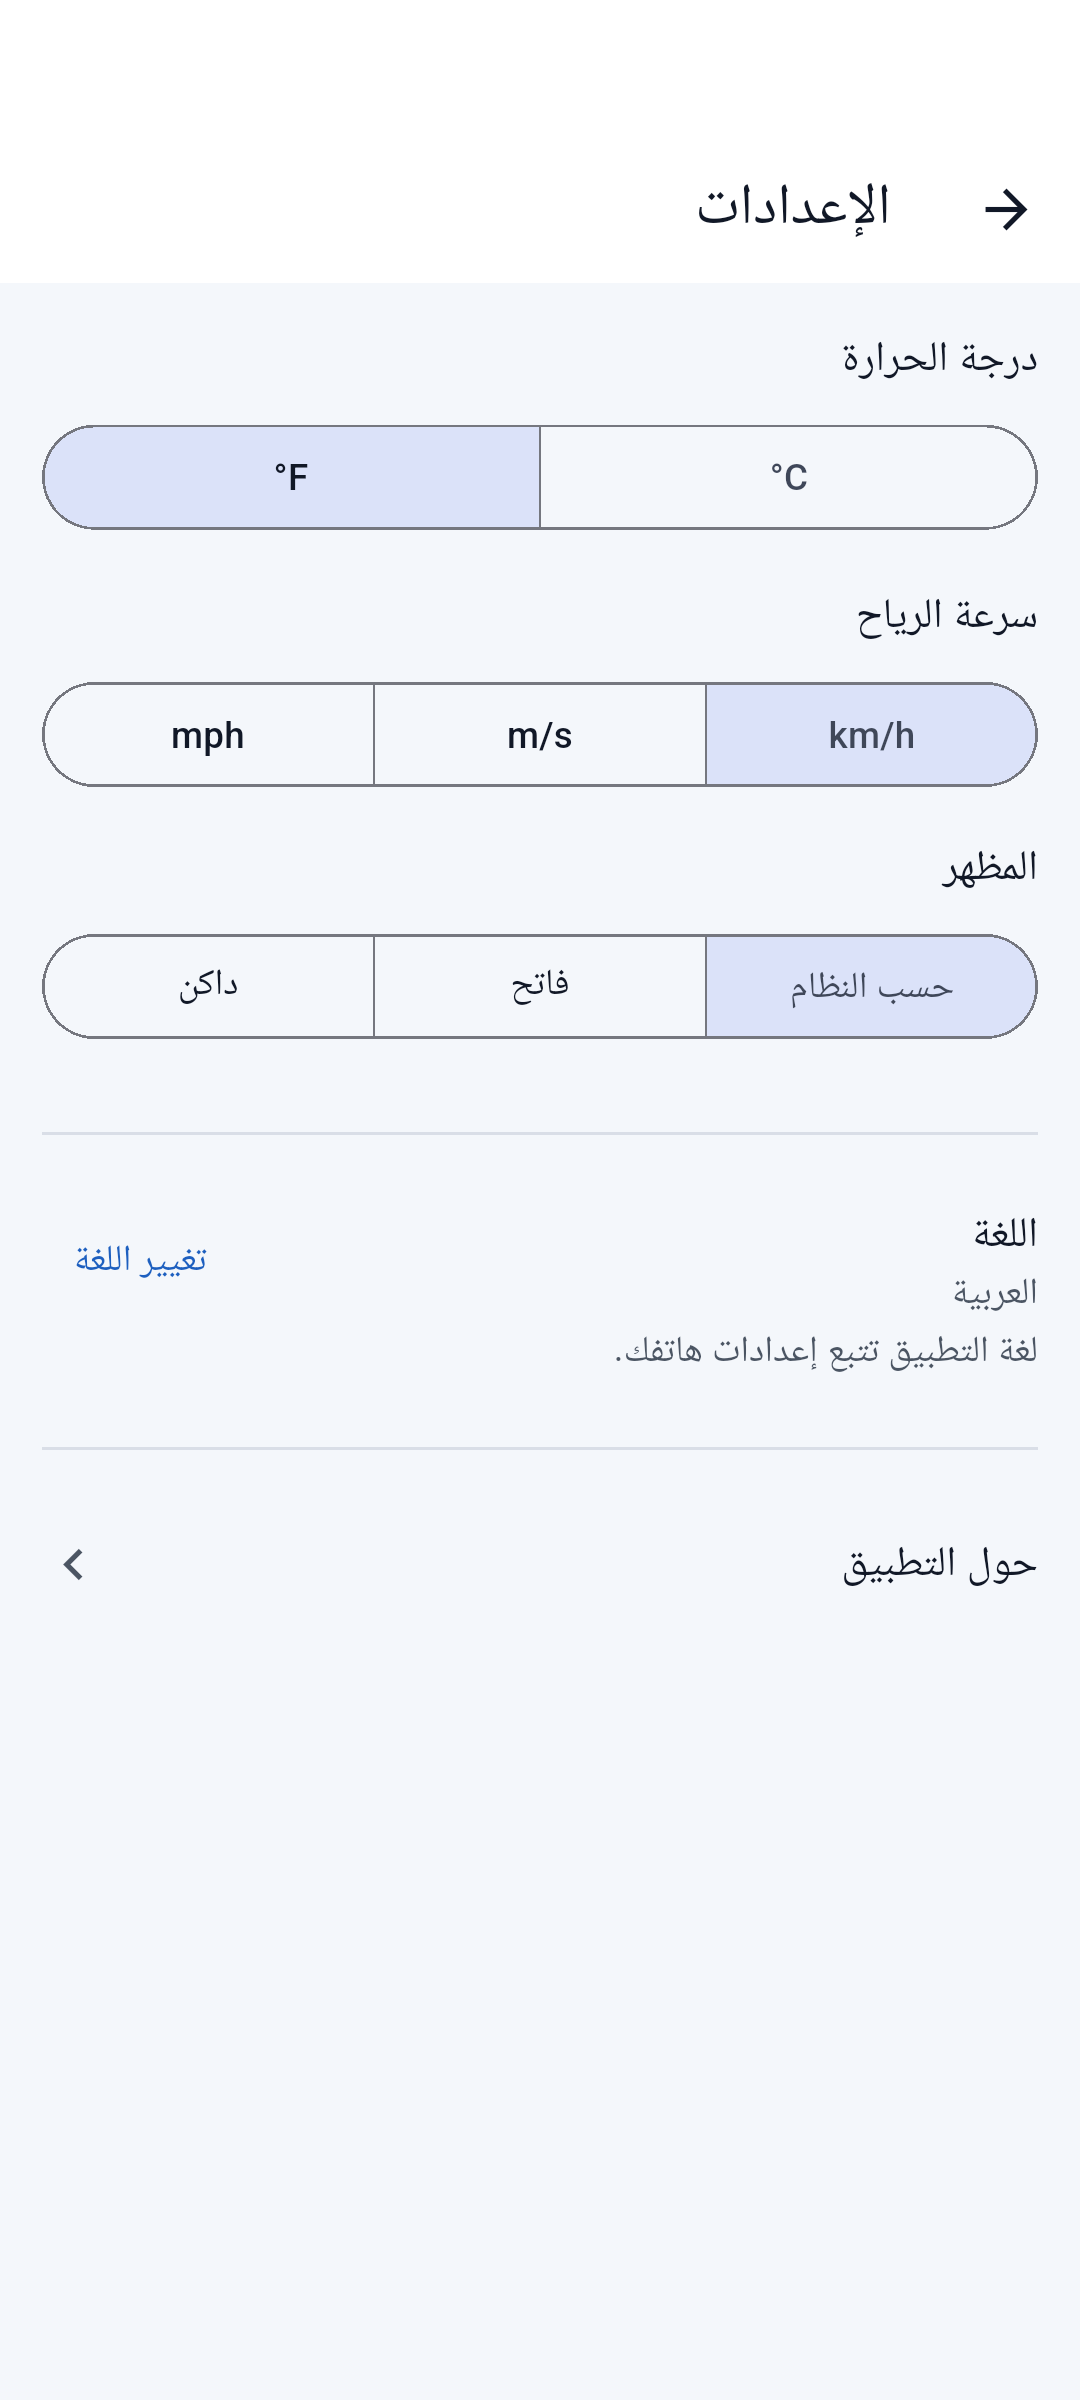 الإعدادات
درجة الحرارة
°C
°F
سرعة الرياح
km/h
m/s
mph
المظهر
حسب النظام
فاتح
داكن
اللغة
العربية
لغة التطبيق تتبع إعدادات هاتفك.
تغيير اللغة
حول التطبيق